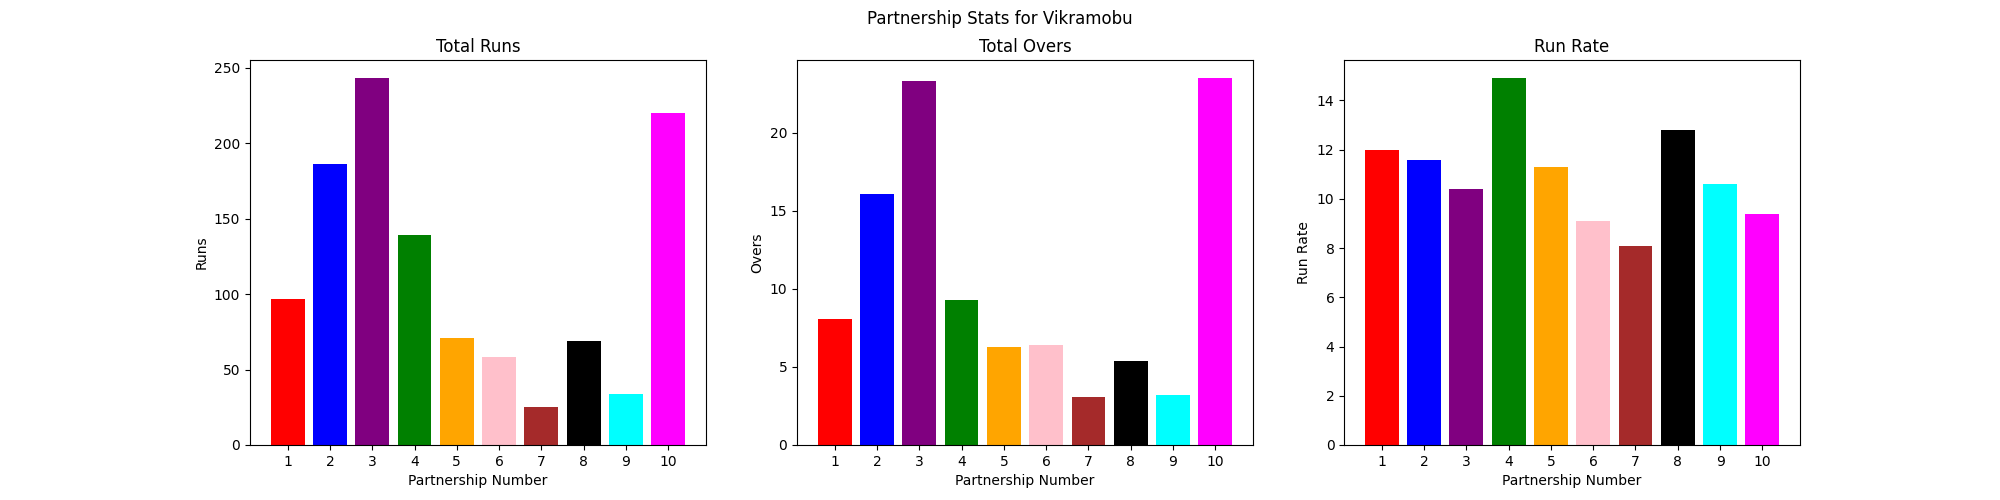 Partnership Stats for Vikramobu
Total Runs
250
200
150
100
50
0
Runs
1 2 3 4 5 6 7 8 9 10
Partnership Number
Total Overs
20
15
10
5
0
Overs
1 2 3 4 5 6 7 8 9 10
Partnership Number
Run Rate
14
12
10
8
6
4
2
0
Run Rate
1 2 3 4 5 6 7 8 9 10
Partnership Number